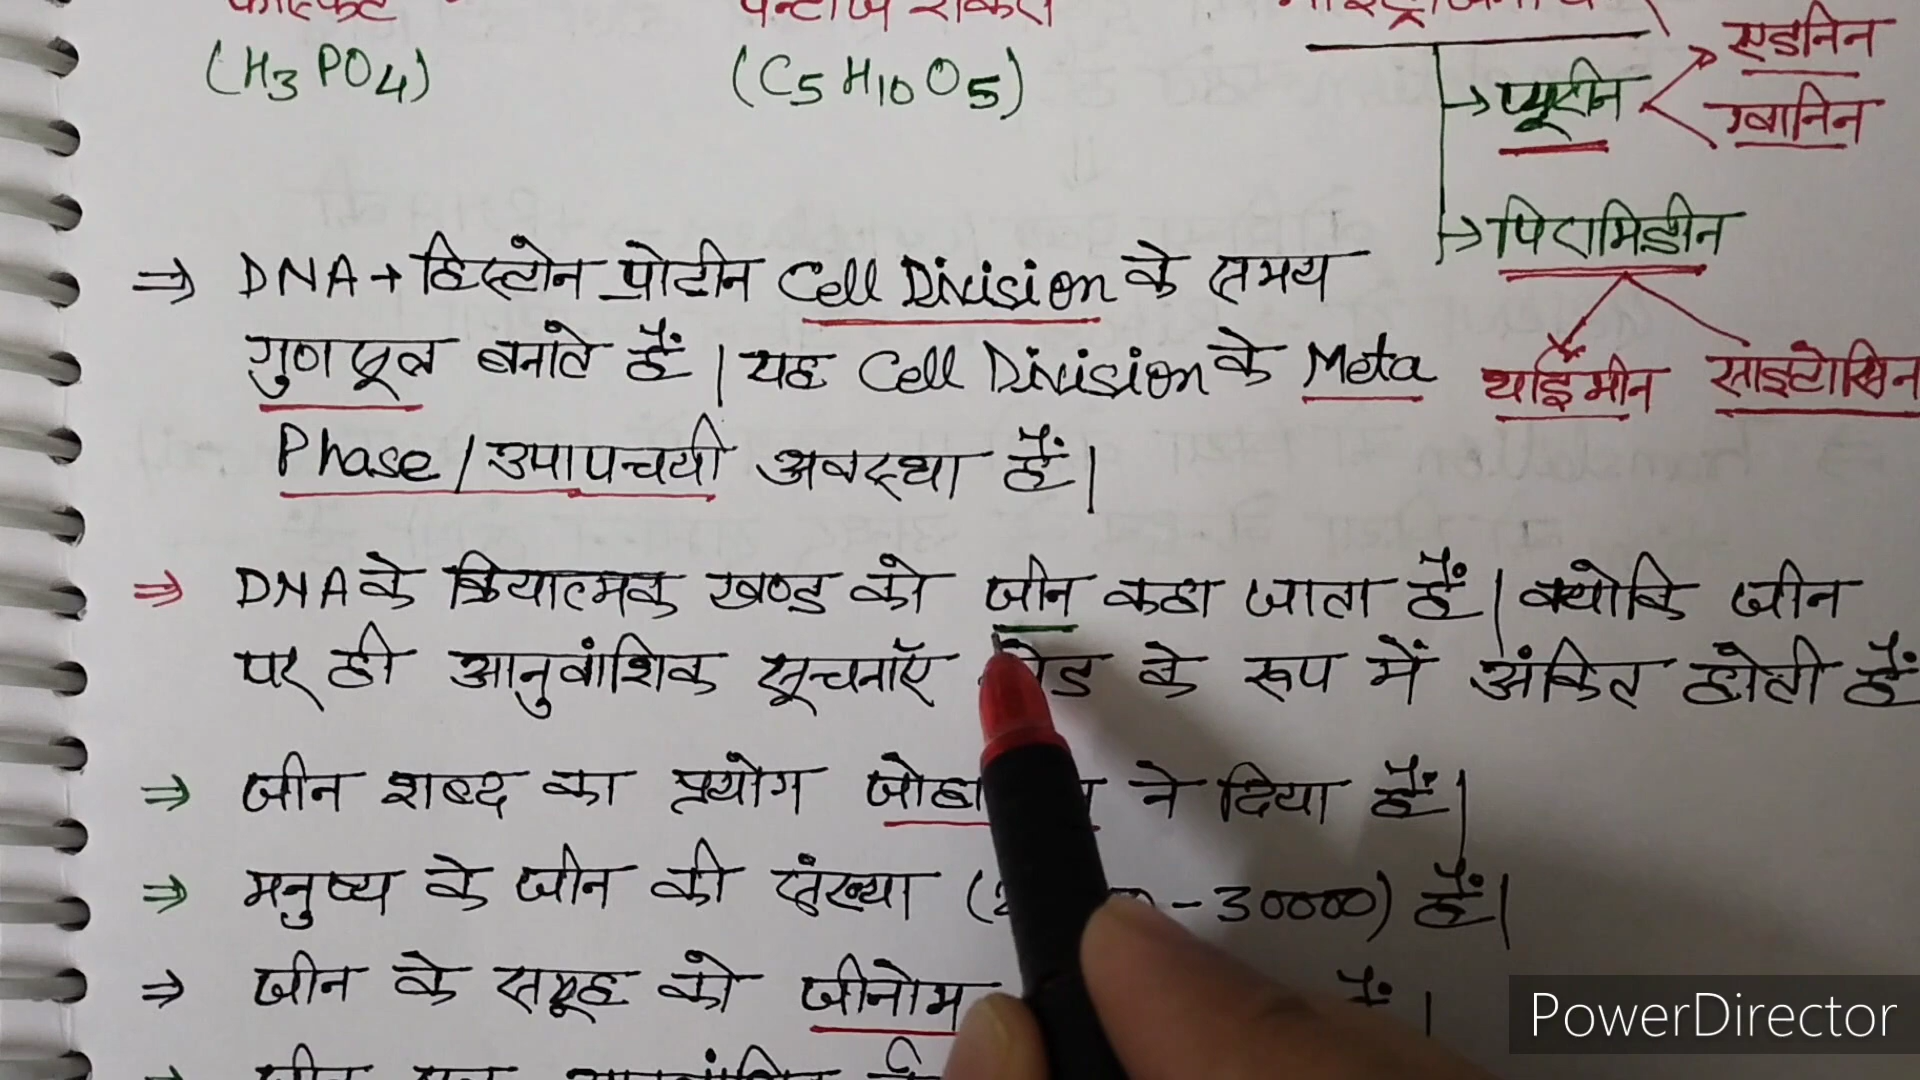 (H3PO4)
(C5H10O5)
एडनिन
→ प्यूरीन
ग्वानिन
→ पिरामिडीन
थाईमीन साइटोसिन
⇒ DNA + हिस्टोन प्रोटीन Cell Division के समय
गुणसूत्र बनाते हैं। यह Cell Division के Meta
Phase / उपापचयी अवस्था हैं।
⇒ DNA के क्रियात्मक खण्ड को जीन कहा जाता हैं। क्योकि जीन
पर ही आनुवांशिक सूचनाएँ के रूप में अंकित होती हैं
⇒ जीन शब्द का प्रयोग ने दिया हैं।
⇒ मनुष्य के जीन की संख्या - 30000) हैं।
⇒ जीन के समूह को जीनोम हैं।
PowerDirector